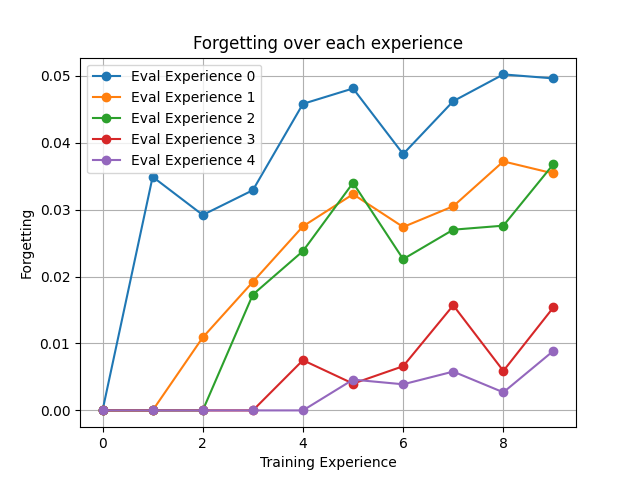 Forgetting over each experience
Eval Experience 0
Eval Experience 1
Eval Experience 2
Eval Experience 3
Eval Experience 4
0.05
0.04
0.03
0.02
0.01
0.00
Forgetting
0 2 4 6 8
Training Experience